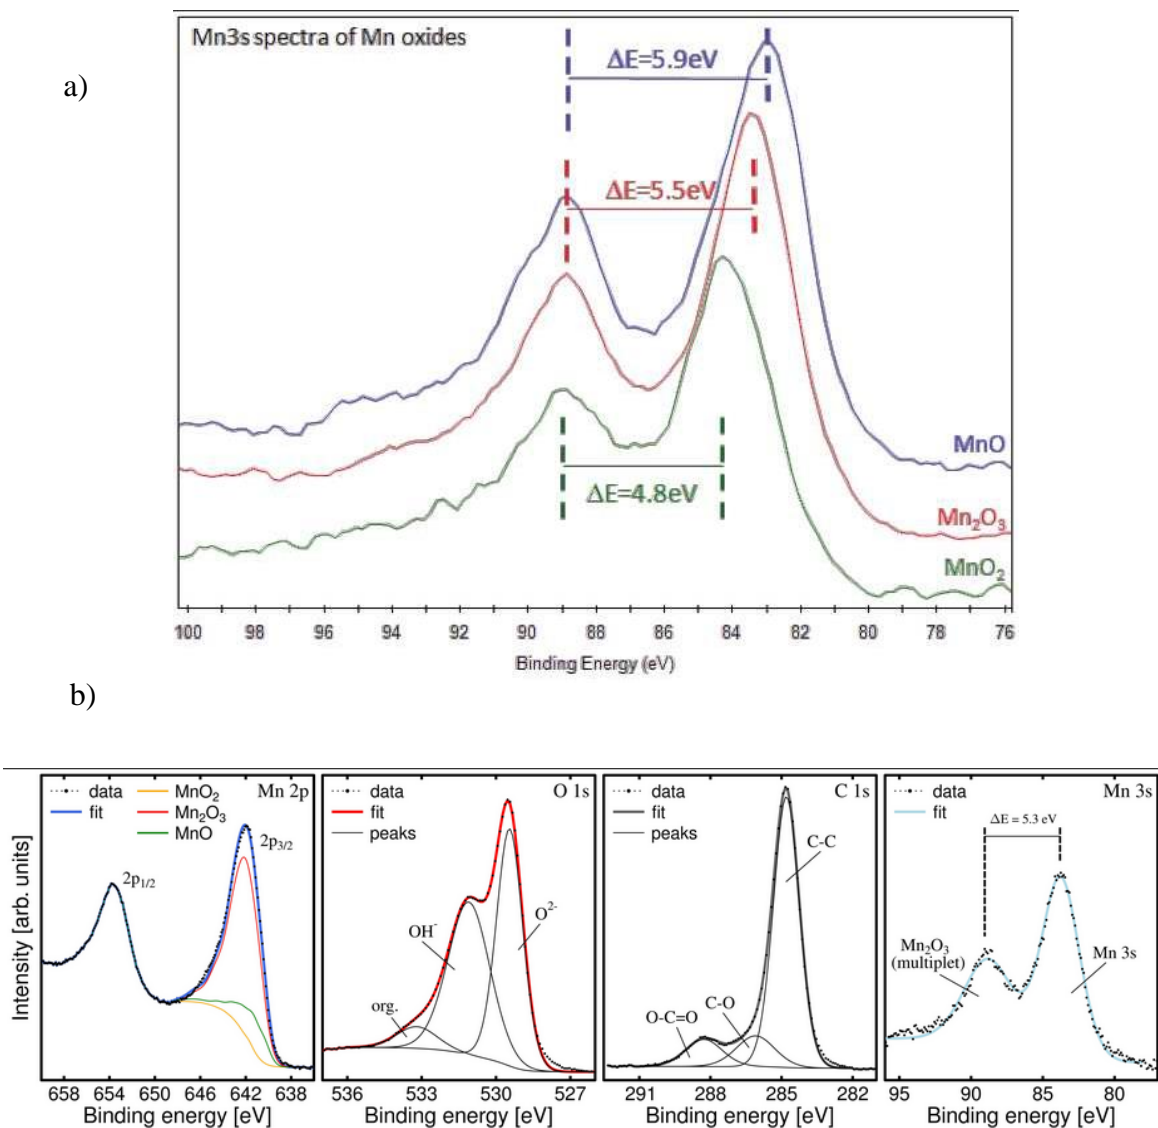 a)
Mn3s spectra of Mn oxides
ΔE=5.9eV
ΔE=5.5eV
ΔE=4.8eV
MnO
Mn₂O₃
MnO₂
100 98 96 94 92 90 88 86 84 82 80 78 76
Binding Energy (eV)
b)
Intensity [arb. units]
data
fit
MnO₂
Mn₂O₃
MnO
Mn 2p
2p₁/₂
2p₃/₂
658 654 650 646 642 638
Binding energy [eV]
data
fit
peaks
O 1s
org.
OH⁻
O²⁻
536 533 530 527
Binding energy [eV]
data
fit
peaks
C 1s
C-C
C-O
O-C=O
291 288 285 282
Binding energy [eV]
data
fit
Mn 3s
ΔE = 5.3 eV
Mn₂O₃
(multiplet)
Mn 3s
95 90 85 80
Binding energy [eV]